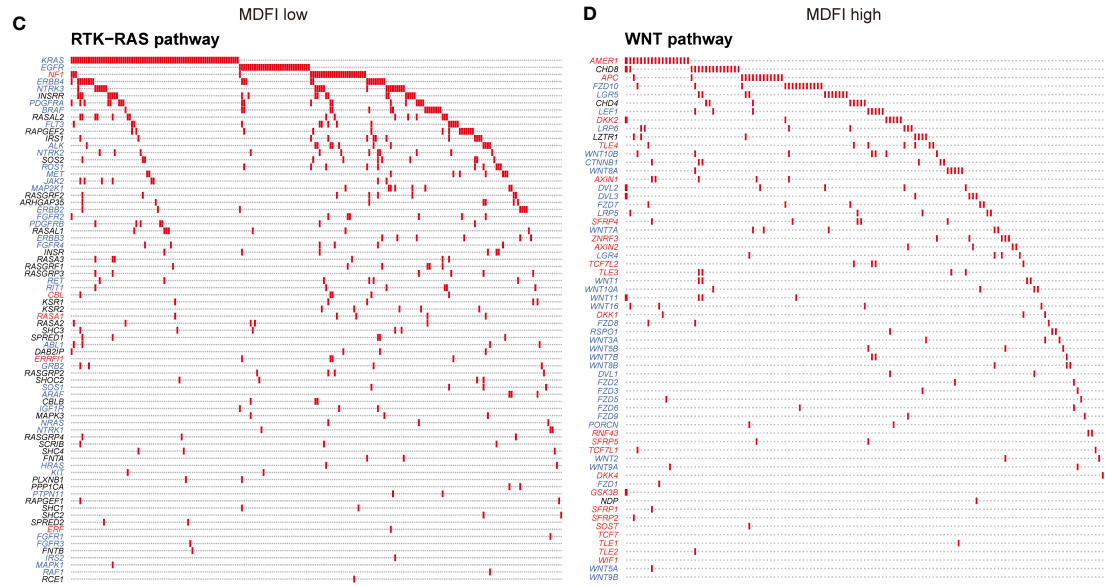 C
MDFI low
RTK–RAS pathway
KRAS
EGFR
NF1
ERBB4
NTRK3
INSRR
PDGFRA
BRAF
RASAL2
FLT3
RAPGEF2
IRS1
ALK
NTRK2
SOS2
ROS1
MET
JAK2
MAP2K1
RASGRF2
ARHGAP35
ERBB2
FGFR2
PDGFRB
RASAL1
ERBB3
FGFR4
INSR
RASA3
RASGRF1
RASGRP3
RET
RIT1
CBL
KSR1
KSR2
RASA1
RASA2
SHC3
SPRED1
ABL1
DAB2IP
ERRFI1
GRB2
RASGRP2
SHOC2
SOS1
ARAF
CBLB
IGF1R
MAPK3
NRAS
NTRK1
RASGRP4
SCRIB
SHC4
FNTA
HRAS
KIT
PLXNB1
PPP1CA
PTPN11
RAPGEF1
SHC1
SHC2
SPRED2
ERF
FGFR1
FGFR3
FNTB
IRS2
MAPK1
RAF1
RCE1
D
MDFI high
WNT pathway
AMER1
CHD8
APC
FZD10
LGR5
CHD4
LEF1
DKK2
LRP6
LZTR1
TLE4
WNT10B
CTNNB1
WNT8A
AXIN1
DVL2
DVL3
FZD7
LRP5
SFRP4
WNT7A
ZNRF3
AXIN2
LGR4
TCF7L2
TLE3
WNT1
WNT10A
WNT11
WNT16
DKK1
FZD8
RSPO1
WNT3A
WNT5B
WNT7B
WNT8B
DVL1
FZD2
FZD3
FZD5
FZD6
FZD9
PORCN
RNF43
SFRP5
TCF7L1
WNT2
WNT9A
DKK4
FZD1
GSK3B
NDP
SFRP1
SFRP2
SOST
TCF7
TLE1
TLE2
WIF1
WNT5A
WNT9B